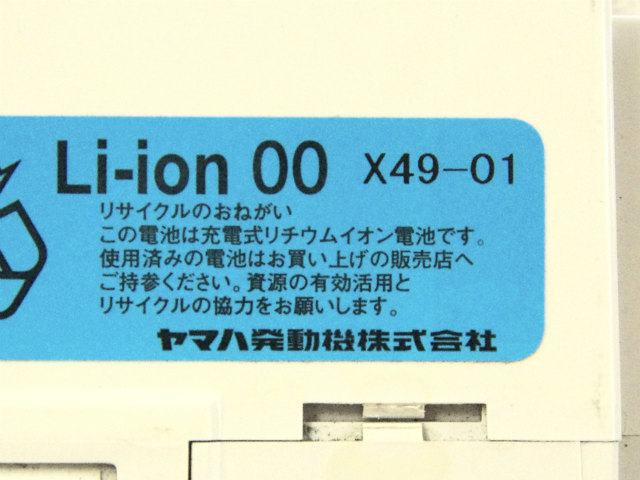 Li-ion 00 X49-01
リサイクルのおねがい
この電池は充電式リチウムイオン電池です。
使用済みの電池はお買い上げの販売店へ
ご持参ください。資源の有効活用と
リサイクルの協力をお願いします。
ヤマハ発動機株式会社